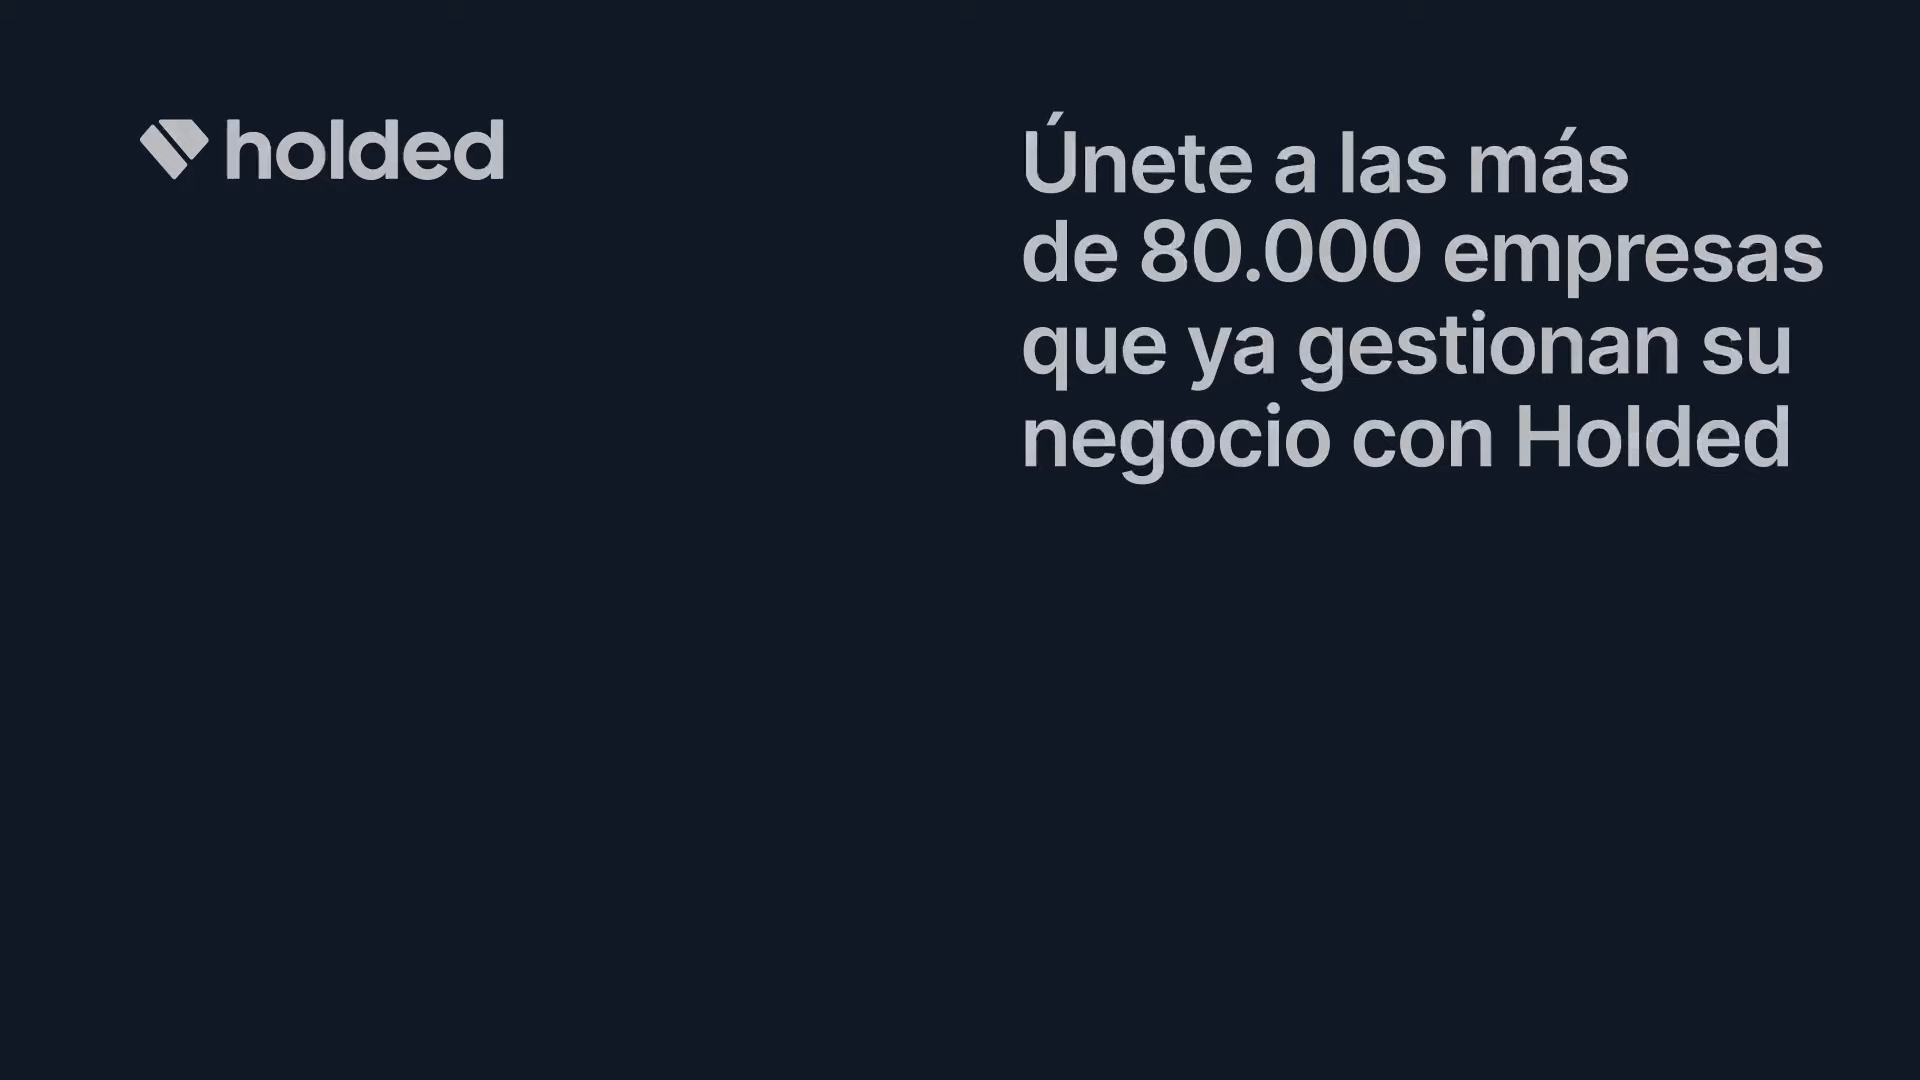 holded
Únete a las más
de 80.000 empresas
que ya gestionan su
negocio con Holded